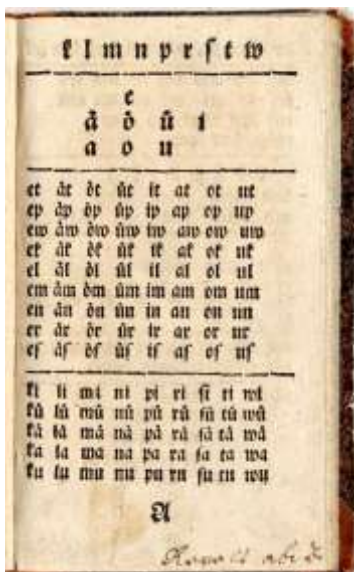 k l m n p r ſ t w
e
ä ö ü i
a o u
et ät öt üt it at ot ut
ep äp öp üp ip ap op up
ew äw öw üw iw aw ow uw
ek äk ök ük ik ak ok uk
el äl öl ül il al ol ul
em äm öm üm im am om um
en än ön ün in an on un
er är ör ür ir ar or ur
eſ äſ öſ üſ iſ aſ oſ uſ
ki li mi ni pi ri ſi ti wi
kü lü mü nü pü rü ſü tü wü
kä lä mä nä pä rä ſä tä wä
ka la ma na pa ra ſa ta wa
ku lu mu nu pu ru ſu tu wu
A